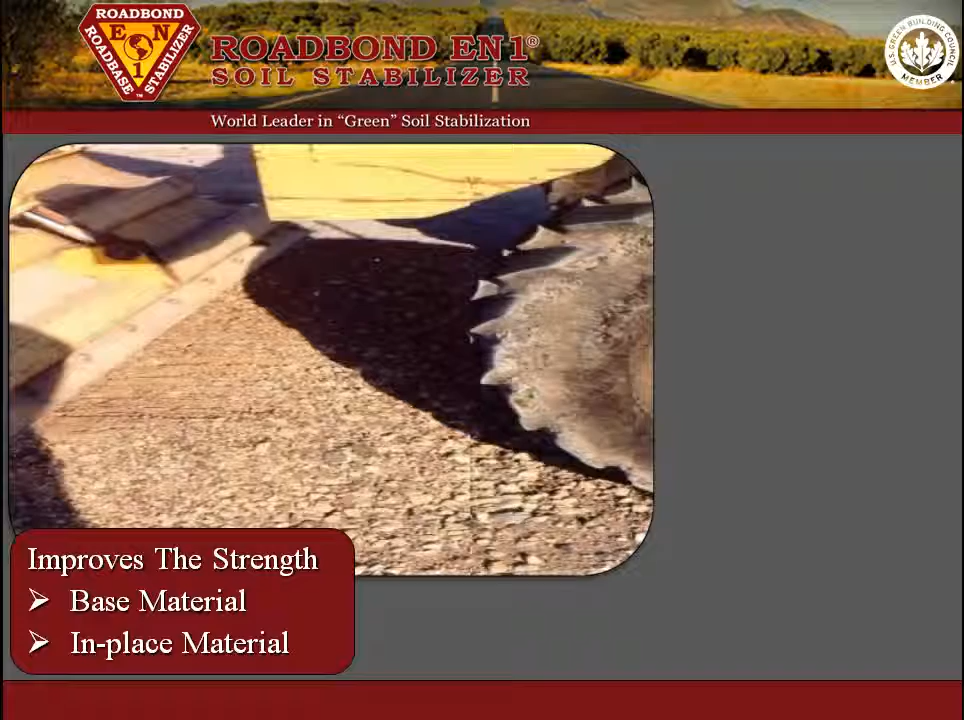 ROADBOND
E N
1
ROADBASE STABILIZER
™
ROADBOND EN1®
SOIL STABILIZER
U.S. GREEN BUILDING COUNCIL
MEMBER
World Leader in “Green” Soil Stabilization
Improves The Strength
➢ Base Material
➢ In-place Material